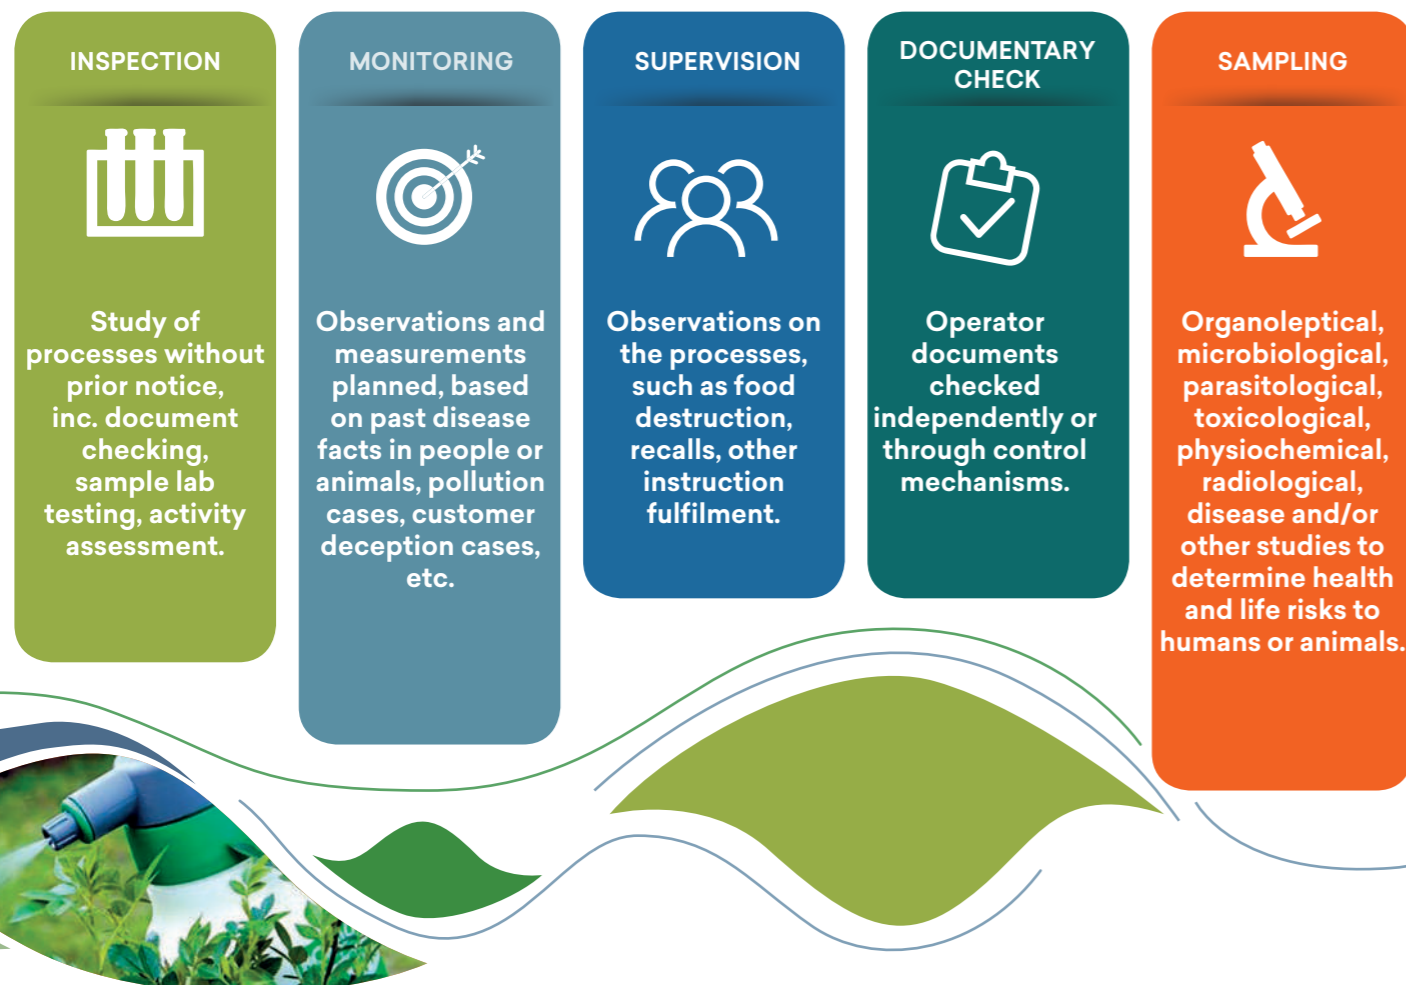 INSPECTION
Study of
processes without
prior notice,
inc. document
checking,
sample lab
testing, activity
assessment.
MONITORING
Observations and
measurements
planned, based
on past disease
facts in people or
animals, pollution
cases, customer
deception cases,
etc.
SUPERVISION
Observations on
the processes,
such as food
destruction,
recalls, other
instruction
fulfilment.
DOCUMENTARY
CHECK
Operator
documents
checked
independently or
through control
mechanisms.
SAMPLING
Organoleptical,
microbiological,
parasitological,
toxicological,
physiochemical,
radiological,
disease and/or
other studies to
determine health
and life risks to
humans or animals.